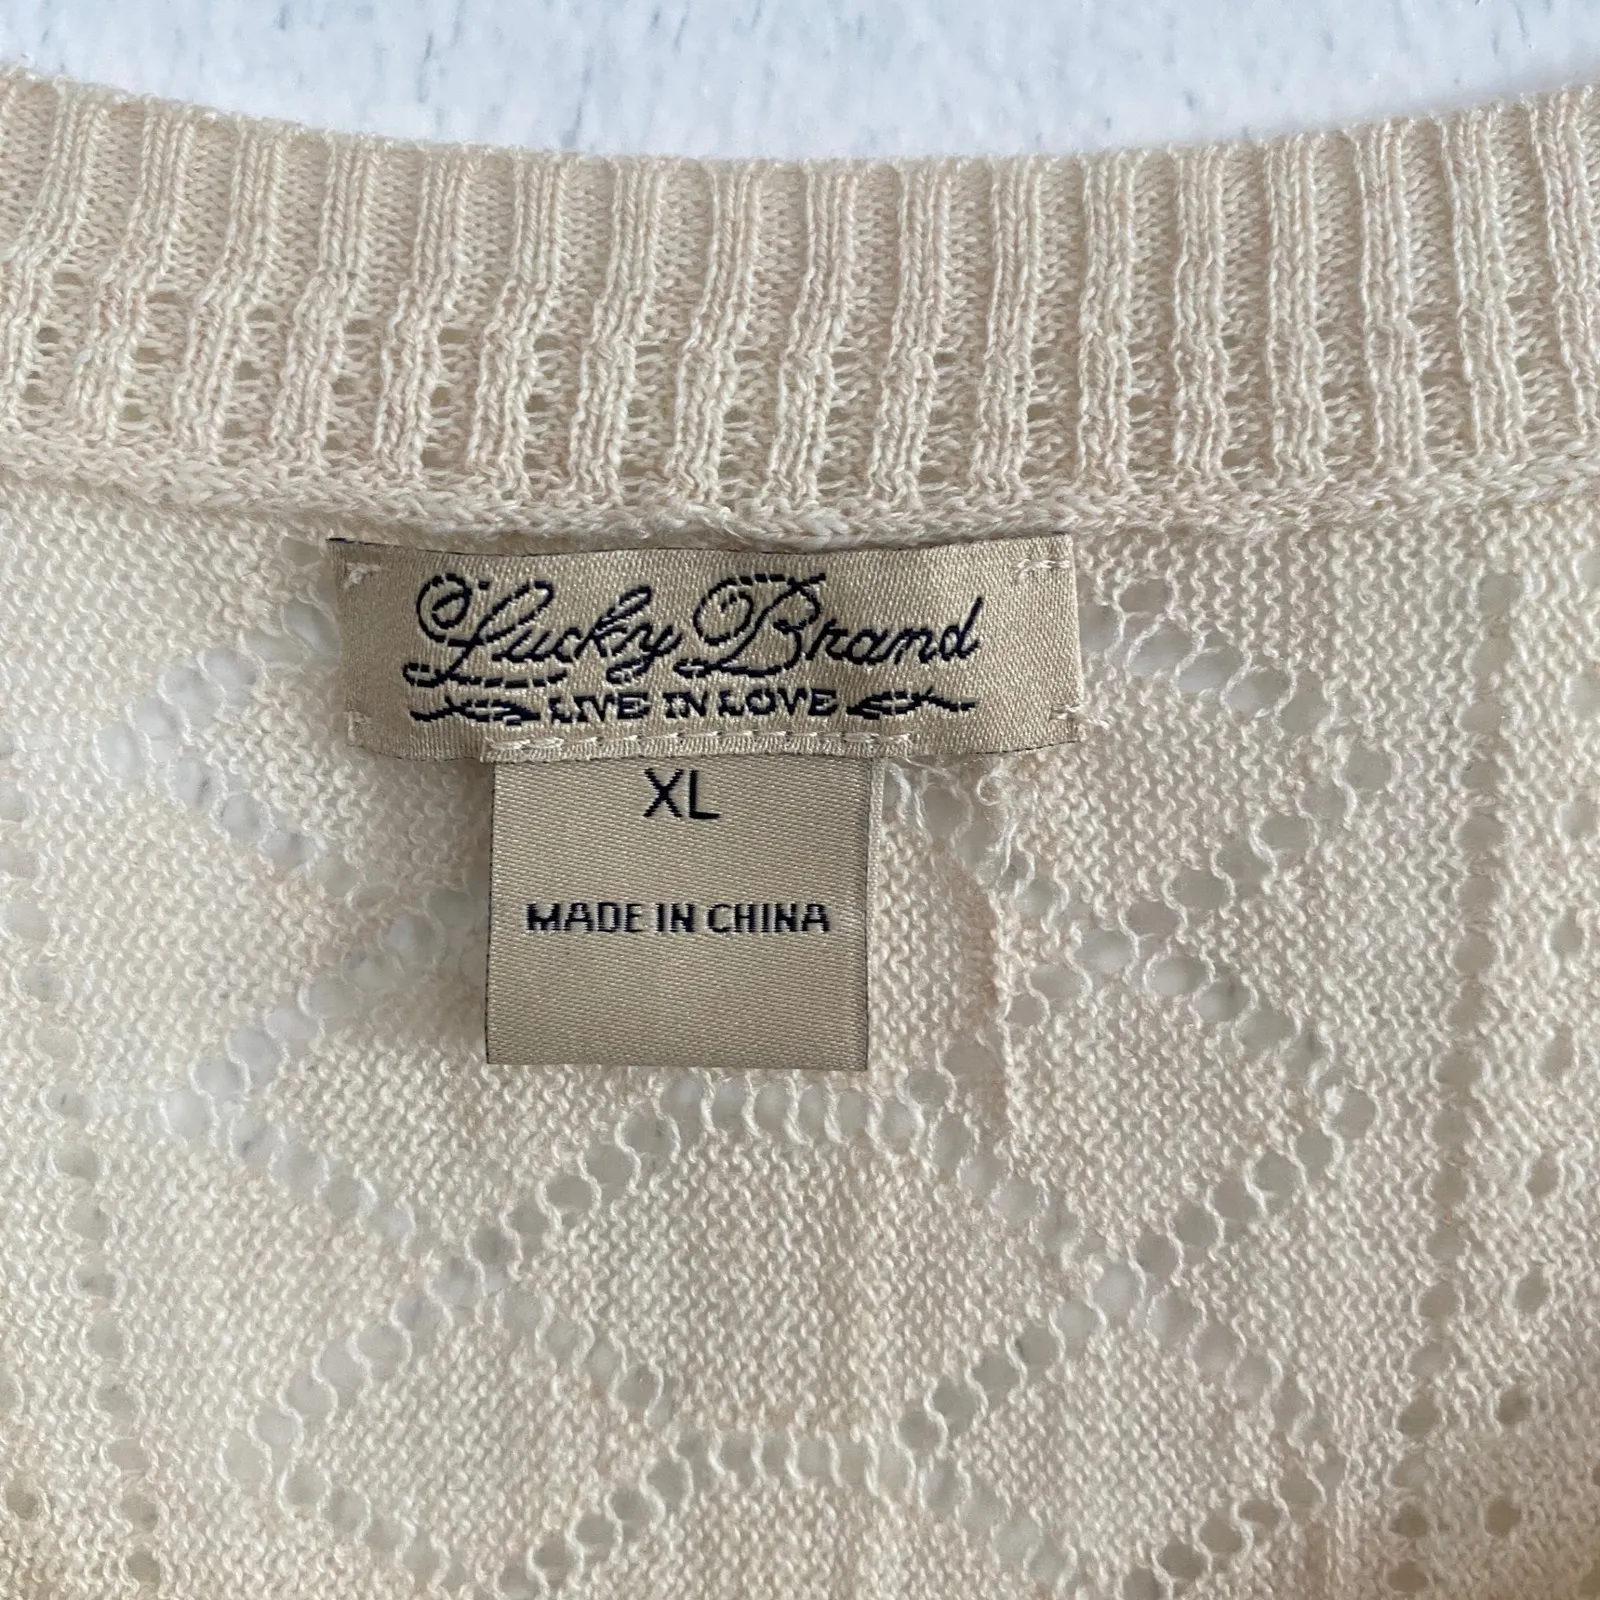 Lucky Brand
LIVE IN LOVE
XL
MADE IN CHINA